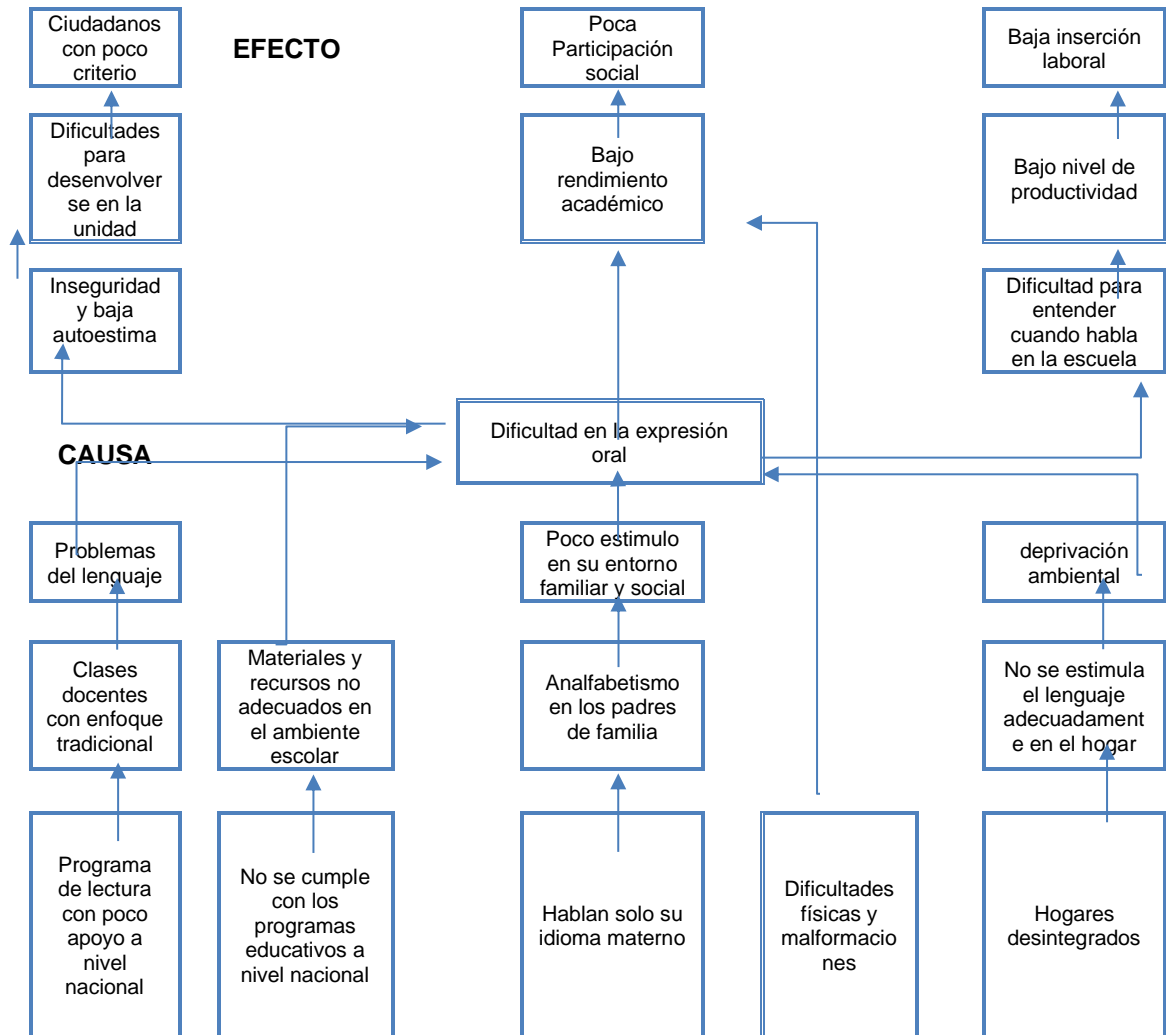 Ciudadanos
con poco
criterio
EFECTO
Poca
Participación
social
Baja inserción
laboral
Dificultades
para
desenvolver
se en la
unidad
Bajo
rendimiento
académico
Bajo nivel de
productividad
Inseguridad
y baja
autoestima
Dificultad para
entender
cuando habla
en la escuela
Dificultad en la expresión
oral
CAUSA
Problemas
del lenguaje
Poco estimulo
en su entorno
familiar y social
deprivación
ambiental
Clases
docentes
con enfoque
tradicional
Materiales y
recursos no
adecuados en
el ambiente
escolar
Analfabetismo
en los padres
de familia
No se estimula
el lenguaje
adecuadament
e en el hogar
Programa
de lectura
con poco
apoyo a
nivel
nacional
No se cumple
con los
programas
educativos a
nivel nacional
Hablan solo su
idioma materno
Dificultades
físicas y
malformacio
nes
Hogares
desintegrados